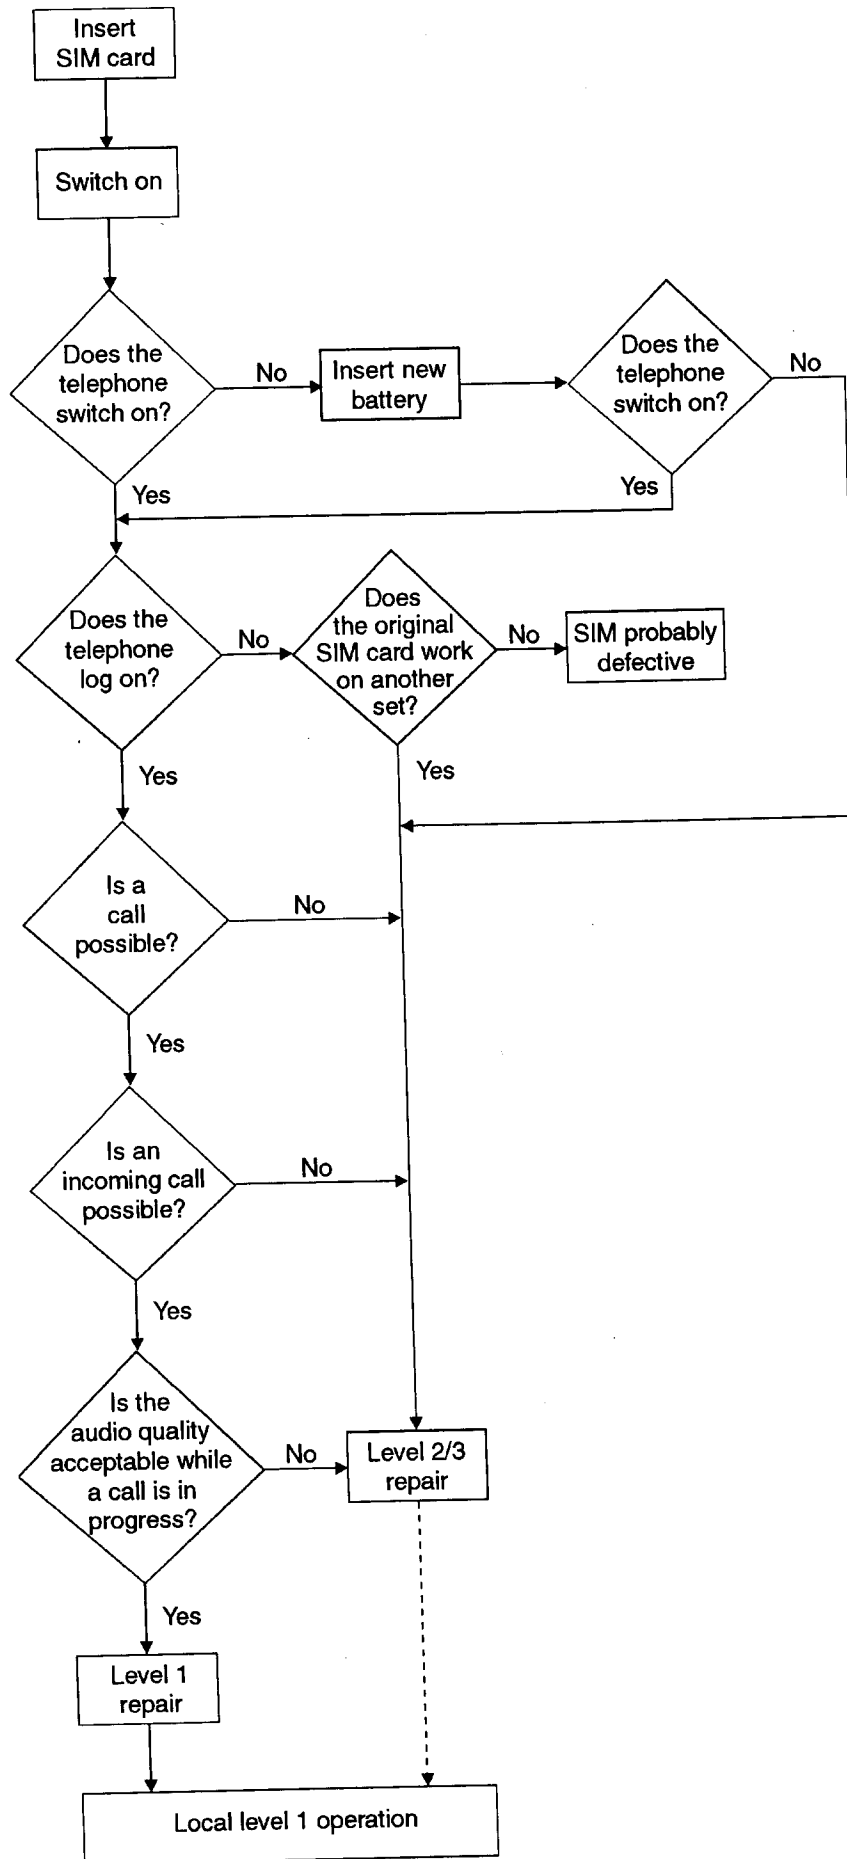 Insert
SIM card
Switch on
Does the
telephone
switch on?
No
Insert new
battery
Does the
telephone
switch on?
No
Yes
Yes
Does the
telephone
log on?
No
Does
the original
SIM card work
on another
set?
No
SIM probably
defective
Yes
Yes
Is a
call
possible?
No
Yes
Is an
incoming call
possible?
No
Yes
Is the
audio quality
acceptable while
a call is in
progress?
No
Level 2/3
repair
Yes
Level 1
repair
Local level 1 operation